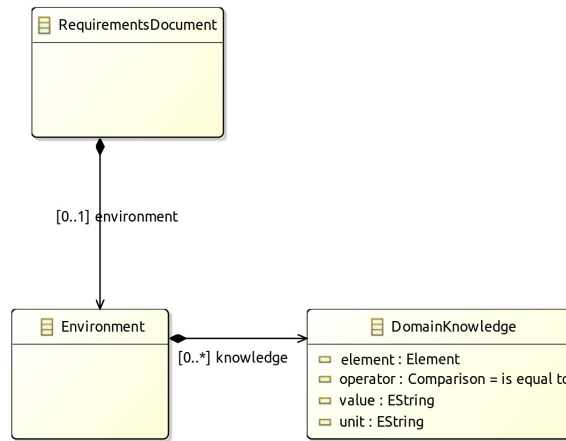 RequirementsDocument
[0..1] environment
Environment
[0..*] knowledge
DomainKnowledge
element : Element
operator : Comparison = is equal to
value : EString
unit : EString